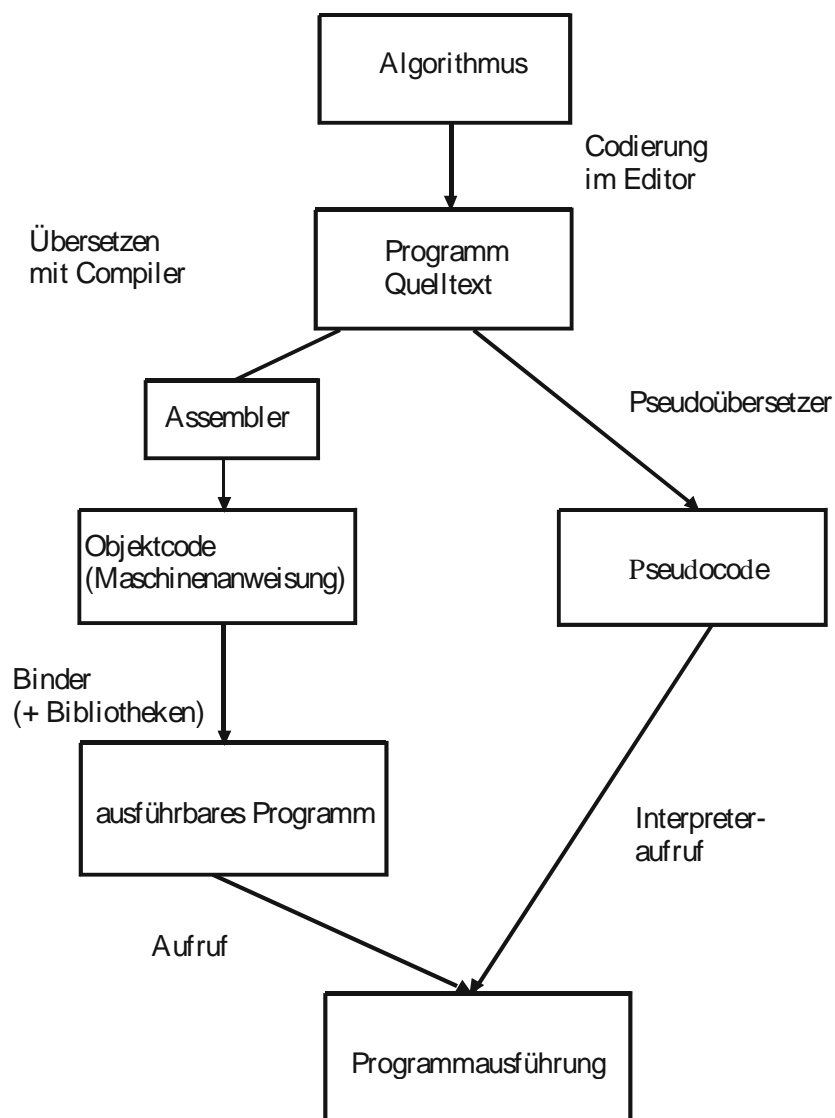 Algorithmus
Codierung
im Editor
Übersetzen
mit Compiler
Programm
Quelltext
Assembler
Pseudoübersetzer
Objektcode
(Maschinenanweisung)
Pseudocode
Binder
(+ Bibliotheken)
ausführbares Programm
Interpreter-
aufruf
Aufruf
Programmausführung